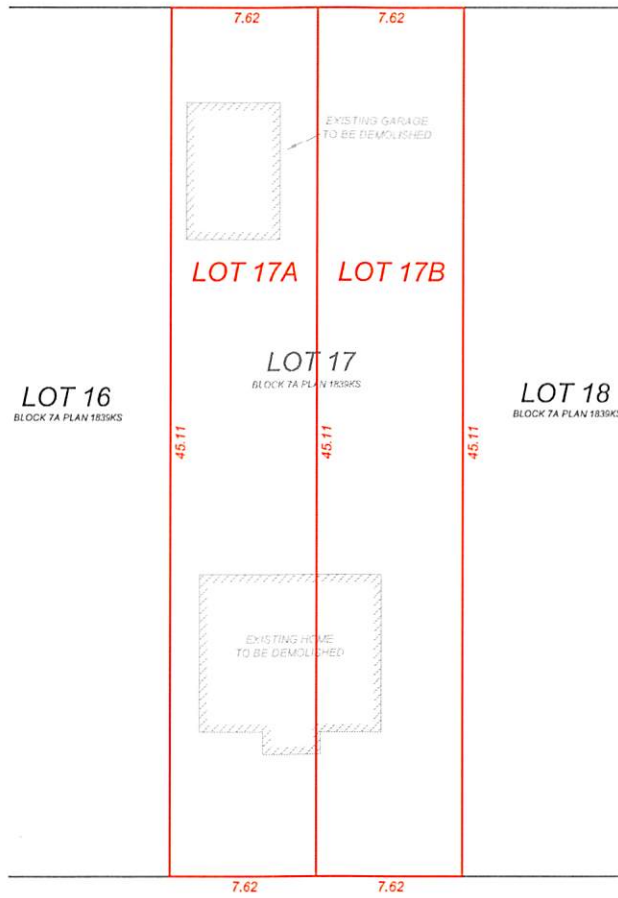 7.62
7.62
EXISTING GARAGE
TO BE DEMOLISHED
LOT 17A
LOT 17B
LOT 17
BLOCK 7A PLAN 1839KS
LOT 16
BLOCK 7A PLAN 1839KS
LOT 18
BLOCK 7A PLAN 1839KS
45.11
45.11
45.11
EXISTING HOME
TO BE DEMOLISHED
7.62
7.62